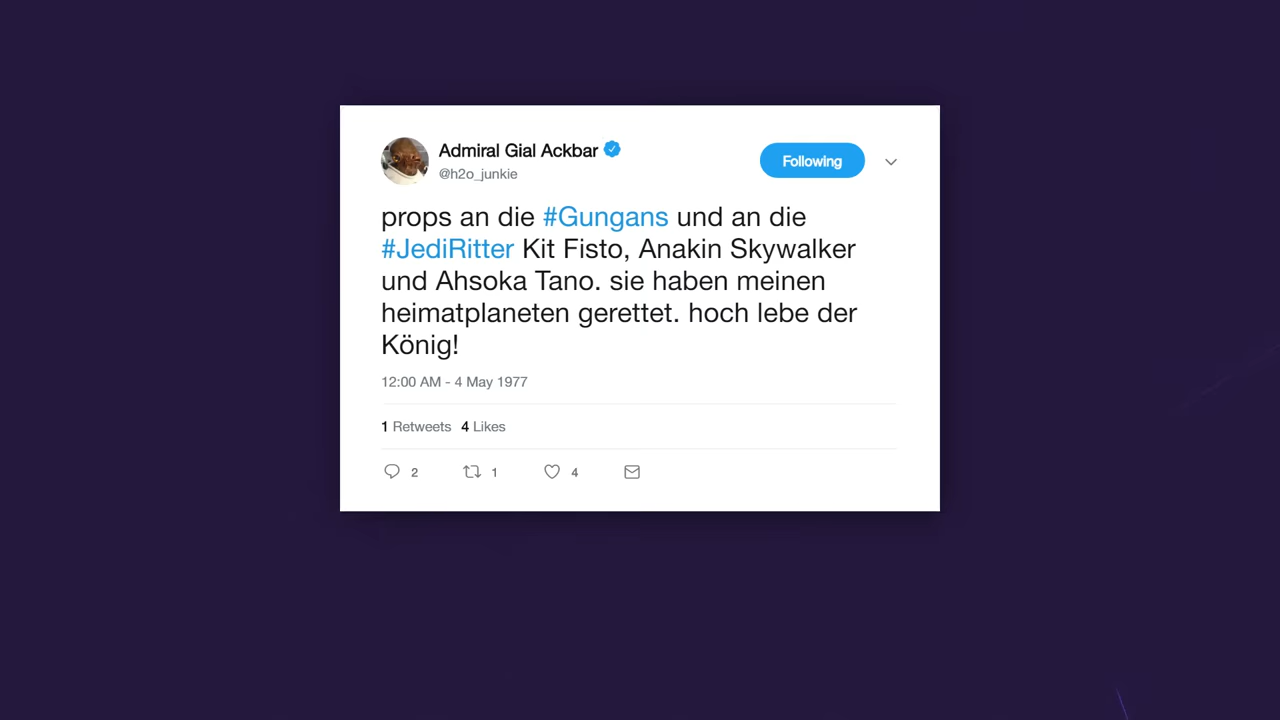 Admiral Gial Ackbar
Following
@h2o_junkie
props an die #Gungans und an die
#JediRitter Kit Fisto, Anakin Skywalker
und Ahsoka Tano. sie haben meinen
heimatplaneten gerettet. hoch lebe der
König!
12:00 AM - 4 May 1977
1 Retweets 4 Likes
2 1 4